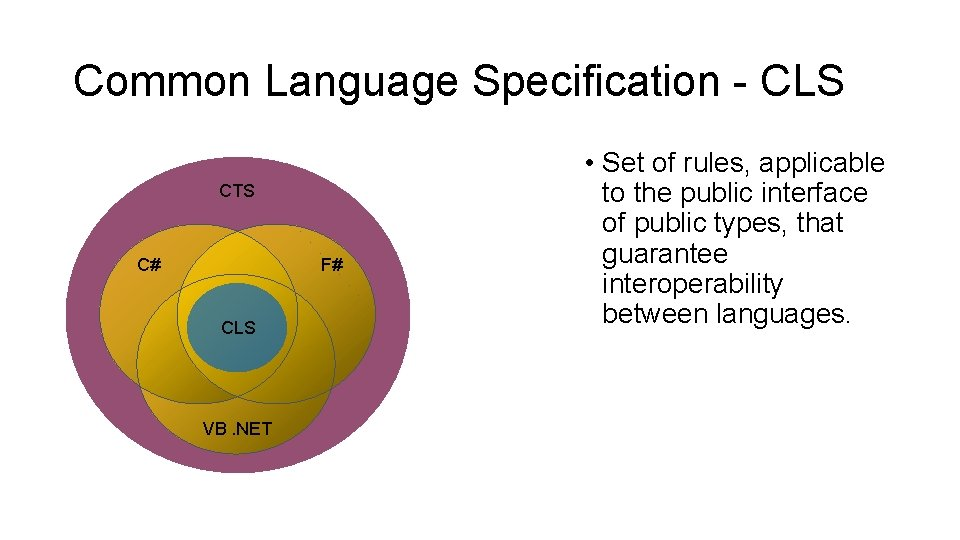 Common Language Specification - CLS
CTS
C#
F#
CLS
VB .NET
• Set of rules, applicable
to the public interface
of public types, that
guarantee
interoperability
between languages.